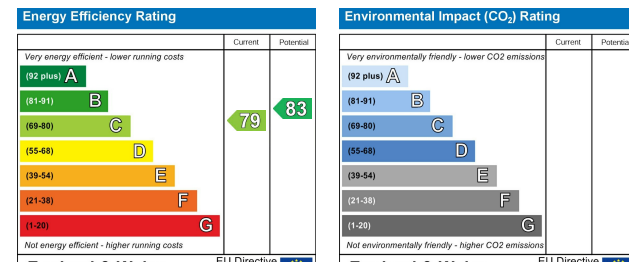 Energy Efficiency Rating
Current Potential
Very energy efficient - lower running costs
(92 plus) A
(81-91) B
(69-80) C
(55-68) D
(39-54) E
(21-38) F
(1-20) G
79
83
Not energy efficient - higher running costs
EU Directive
Environmental Impact (CO₂) Rating
Current Potential
Very environmentally friendly - lower CO2 emissions
(92 plus) A
(81-91) B
(69-80) C
(55-68) D
(39-54) E
(21-38) F
(1-20) G
Not environmentally friendly - higher CO2 emissions
EU Directive